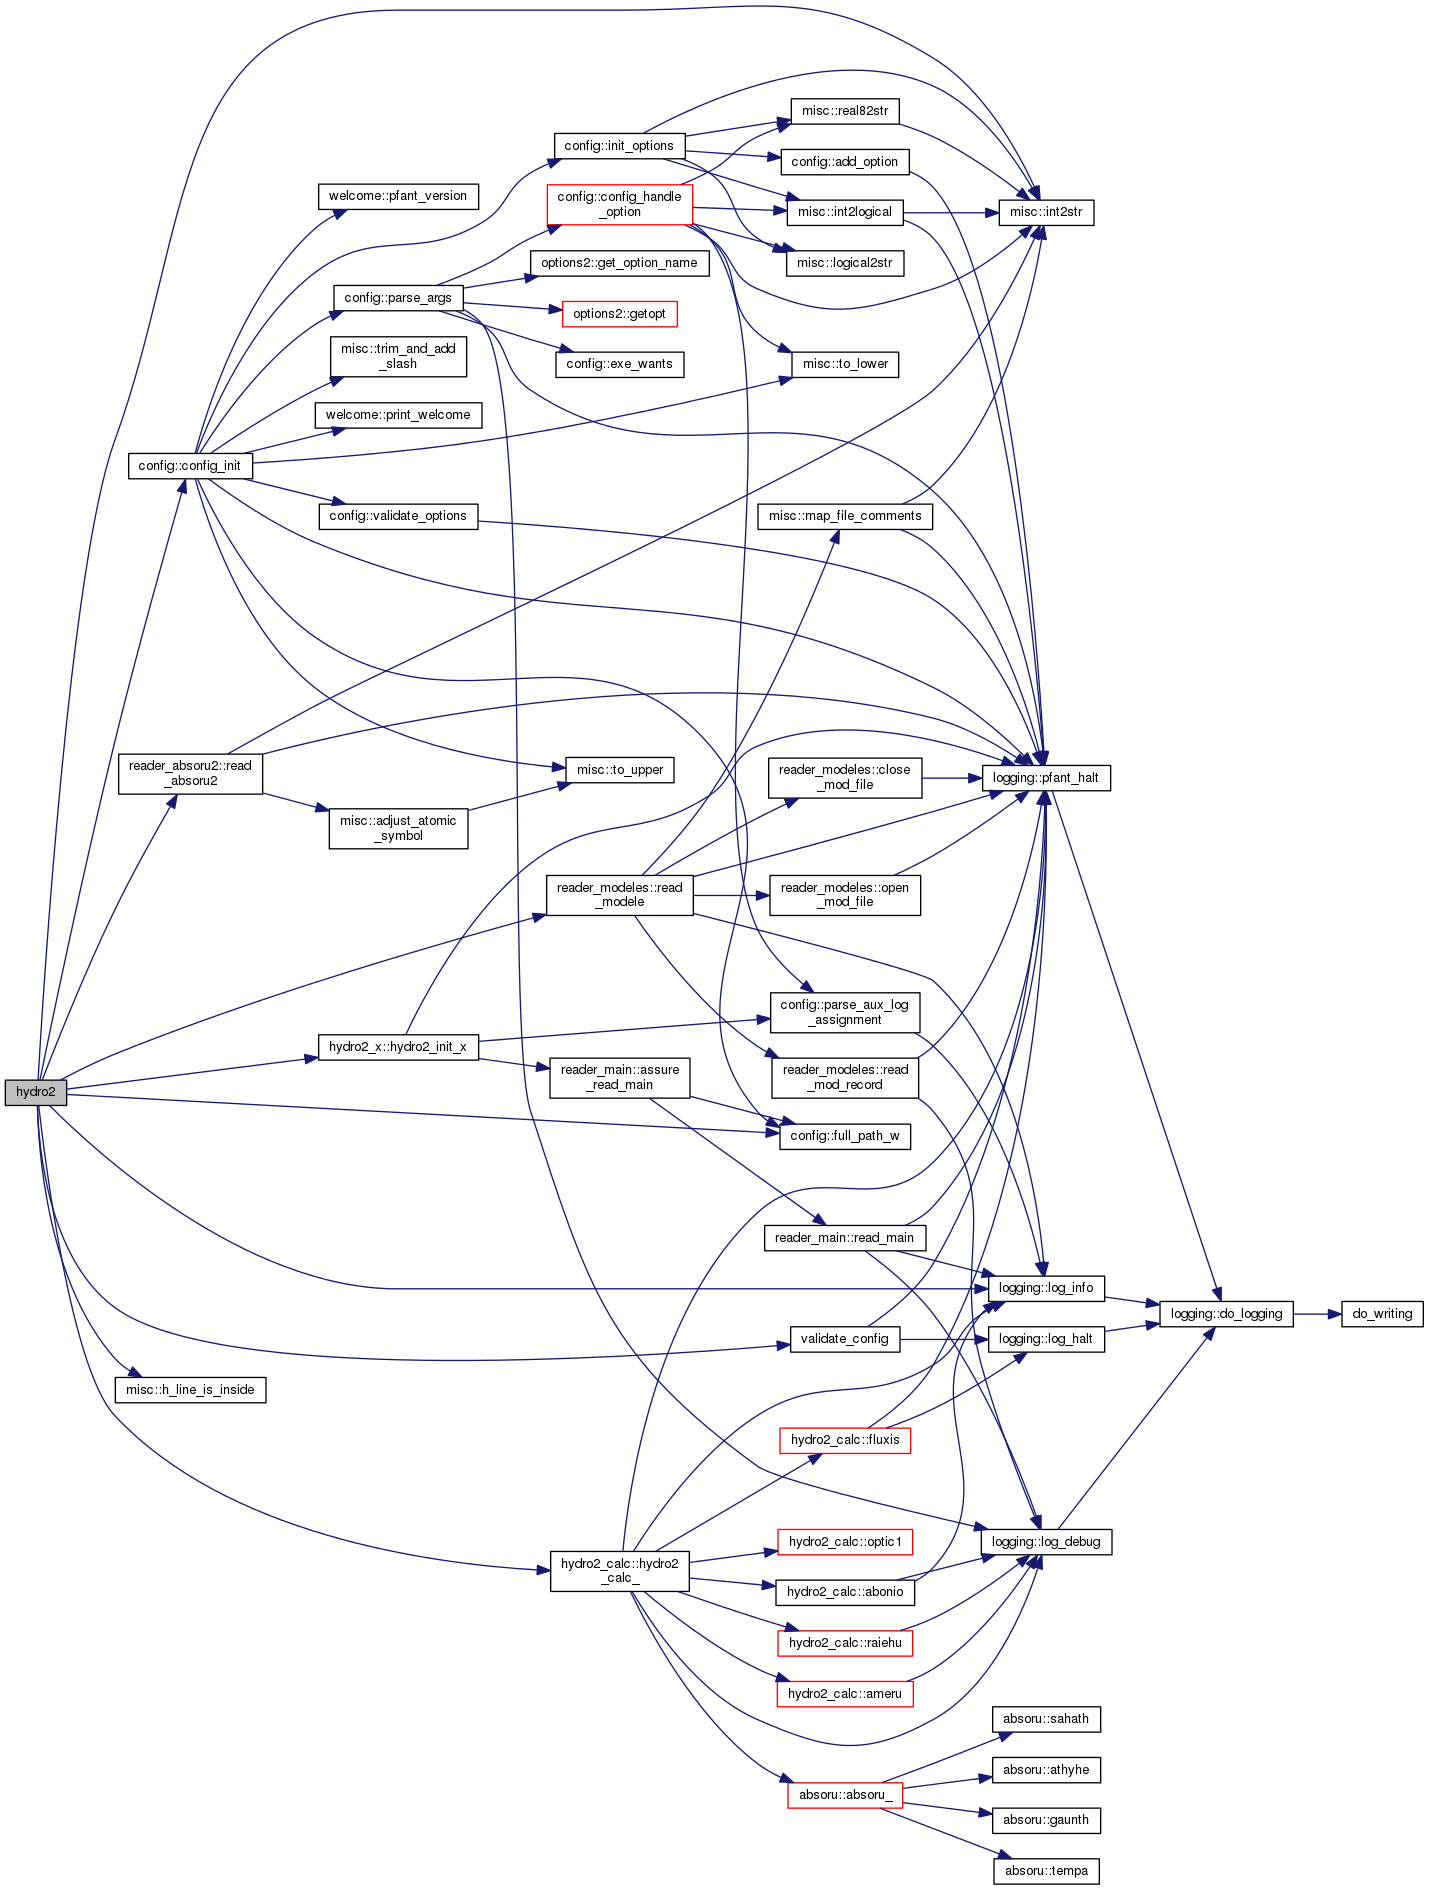 misc::real82str
config::init_options
config::add_option
welcome::pfant_version
config::config_handle
_option
misc::int2logical
misc::int2str
options2::get_option_name
misc::logical2str
config::parse_args
options2::getopt
misc::trim_and_add
_slash
config::exe_wants
misc::to_lower
welcome::print_welcome
config::config_init
config::validate_options
misc::map_file_comments
reader_absoru2::read
_absoru2
misc::to_upper
reader_modeles::close
_mod_file
logging::pfant_halt
misc::adjust_atomic
_symbol
reader_modeles::read
_modele
reader_modeles::open
_mod_file
config::parse_aux_log
_assignment
hydro2_x::hydro2_init_x
reader_main::assure
_read_main
reader_modeles::read
_mod_record
hydro2
config::full_path_w
reader_main::read_main
logging::log_info
logging::do_logging
do_writing
validate_config
logging::log_halt
misc::h_line_is_inside
hydro2_calc::fluxis
hydro2_calc::optic1
logging::log_debug
hydro2_calc::hydro2
_calc_
hydro2_calc::abonio
hydro2_calc::raiehu
hydro2_calc::ameru
absoru::sahath
absoru::athyhe
absoru::absoru_
absoru::gaunth
absoru::tempa